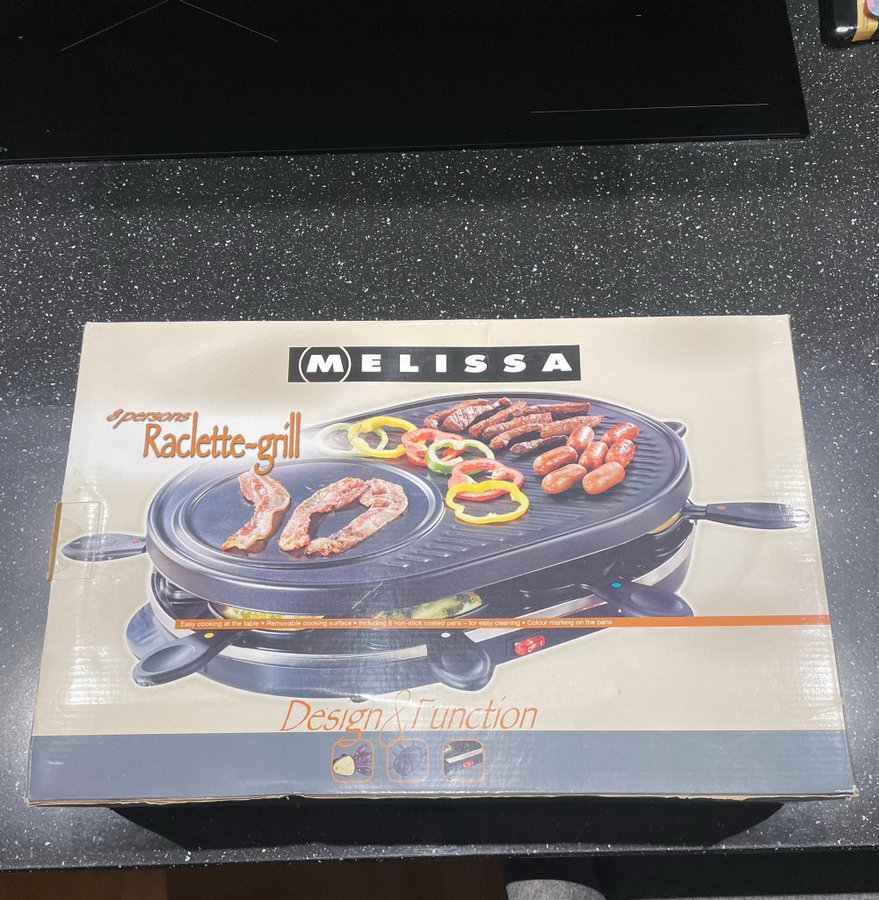 MELISSA
8 persons
Raclette-grill
Easy cooking at the table • Removable cooking surface • Including 8 non-stick coated pans – for easy cleaning • Colour marking on the pans
Design & Function